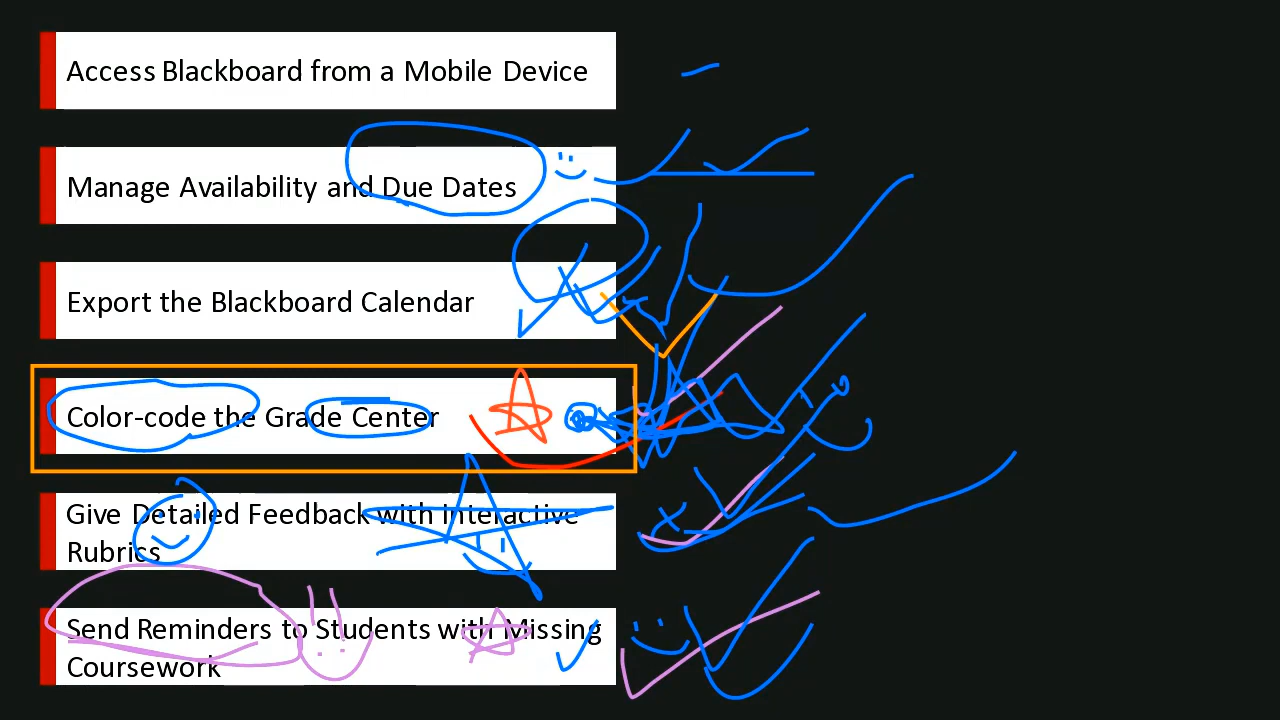 Access Blackboard from a Mobile Device
Manage Availability and Due Dates
Export the Blackboard Calendar
Color-code the Grade Center
Give Detailed Feedback with Interactive
Rubrics
Send Reminders to Students with Missing
Coursework